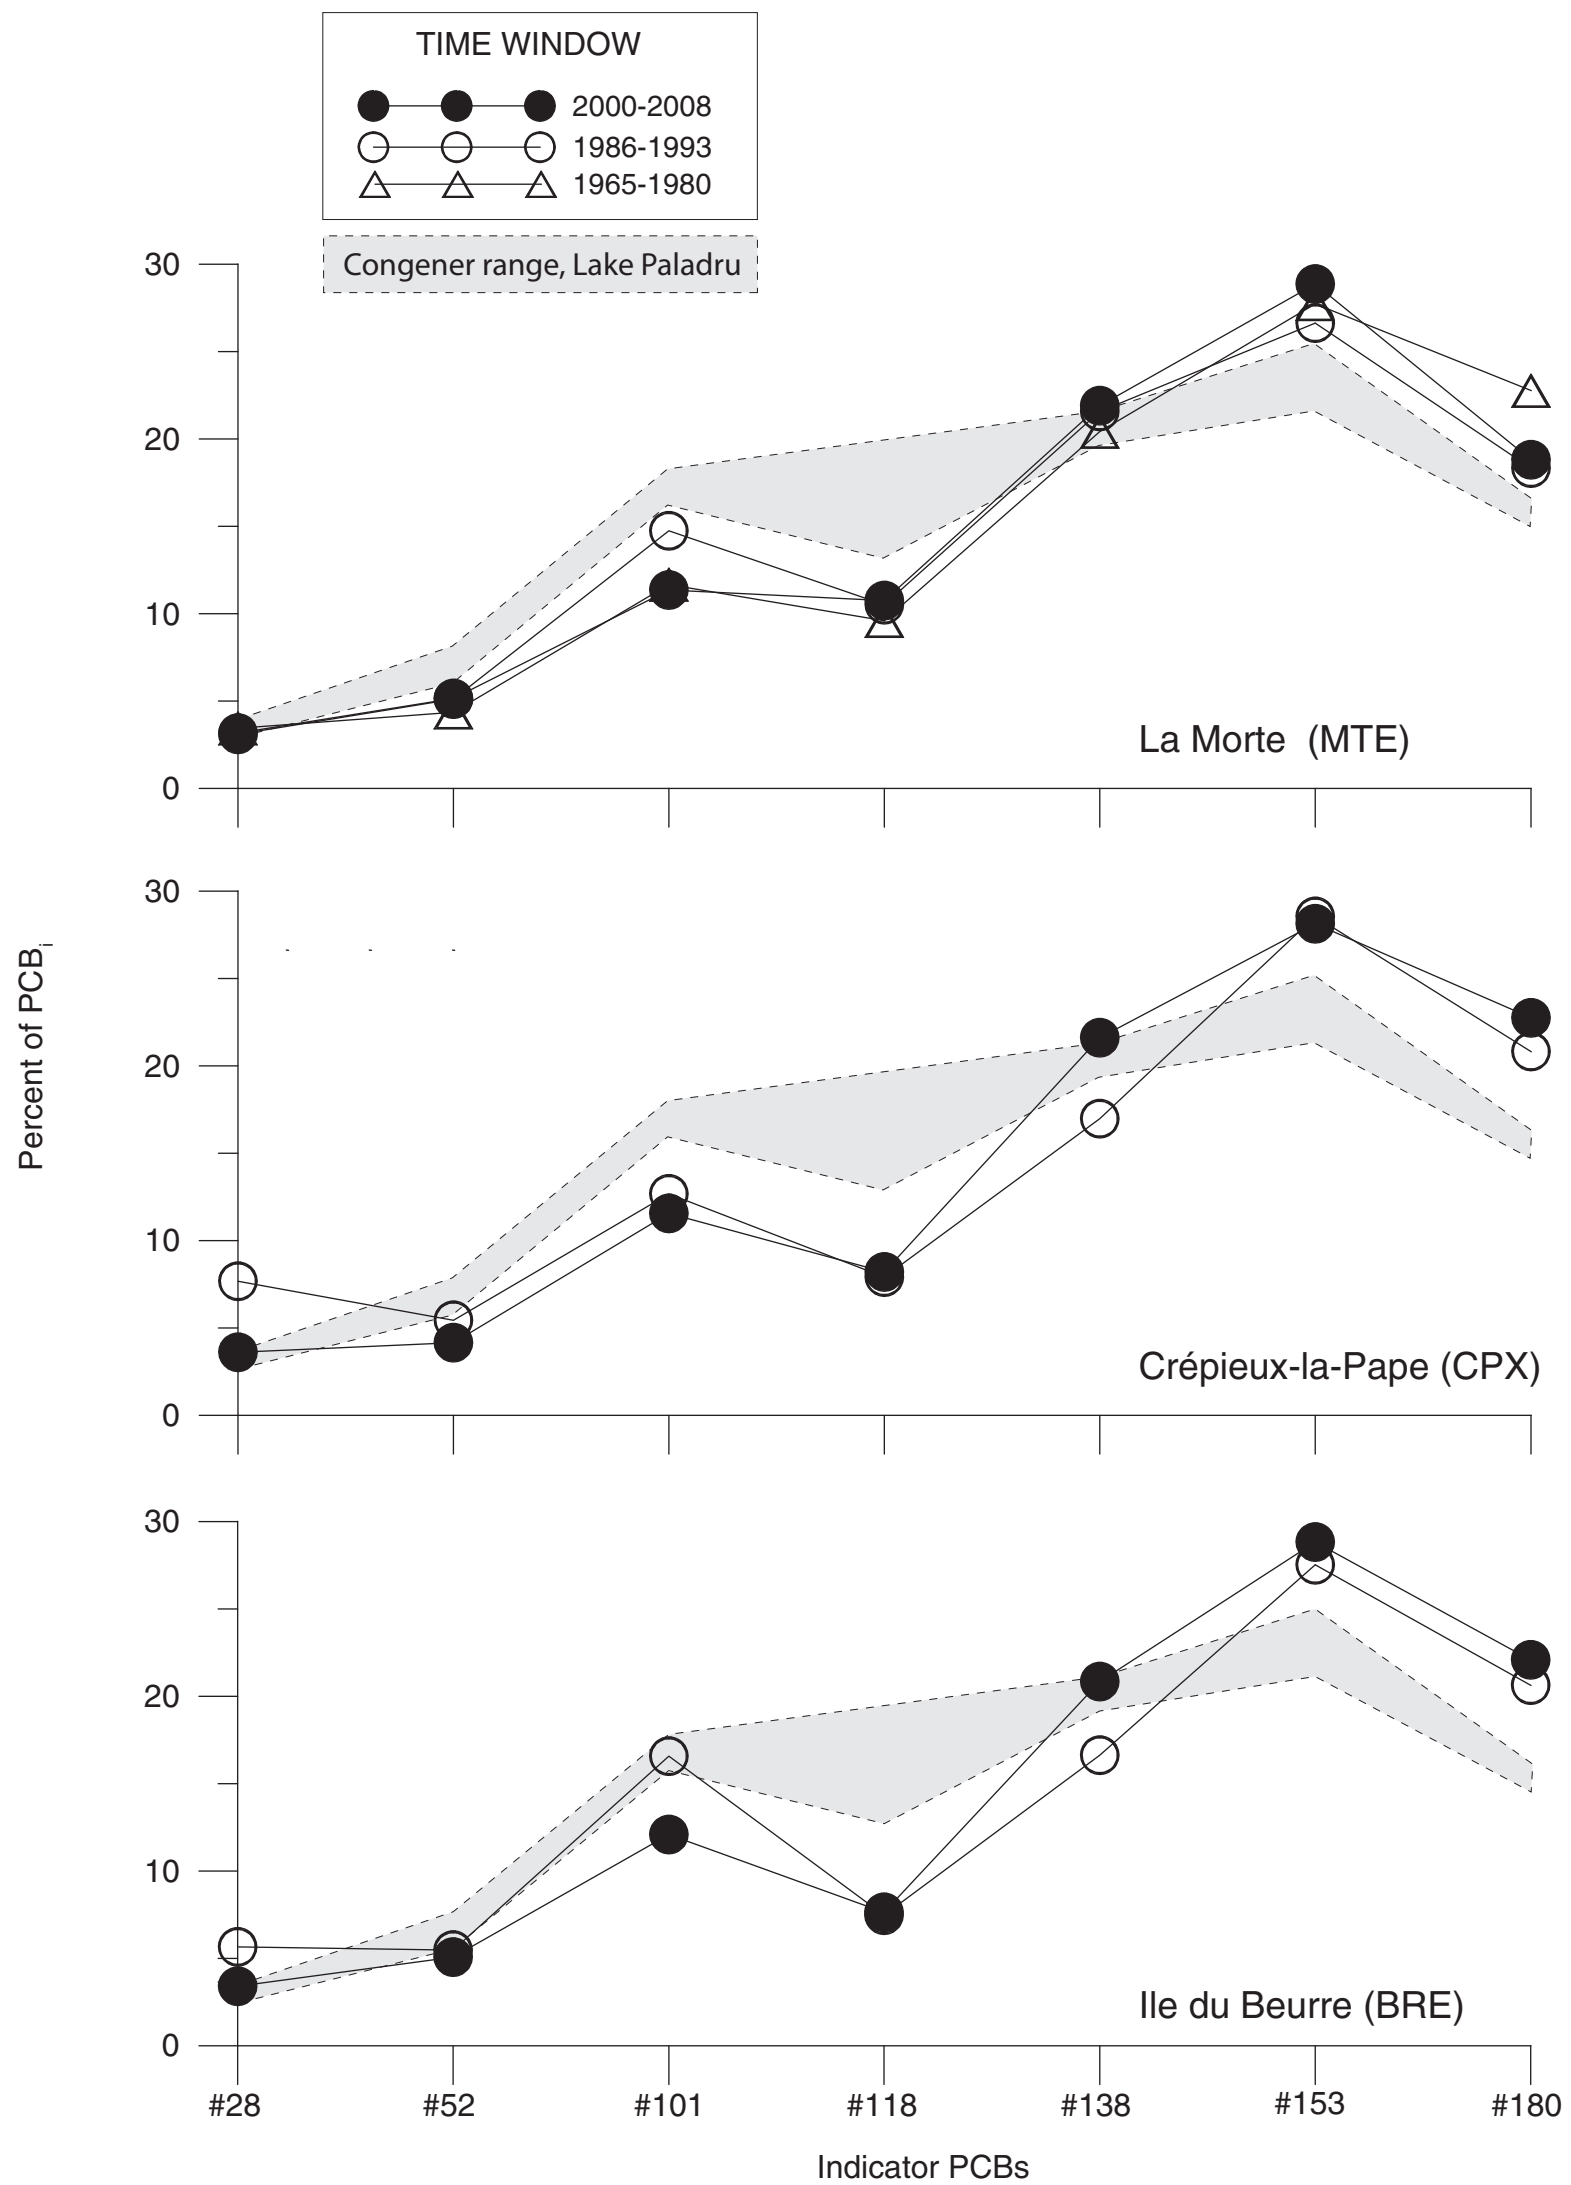 TIME WINDOW
2000-2008
1986-1993
1965-1980
Congener range, Lake Paladru
30
20
10
0
La Morte (MTE)
Percent of PCBi
30
20
10
0
Crépieux-la-Pape (CPX)
30
20
10
0
Ile du Beurre (BRE)
#28 #52 #101 #118 #138 #153 #180
Indicator PCBs